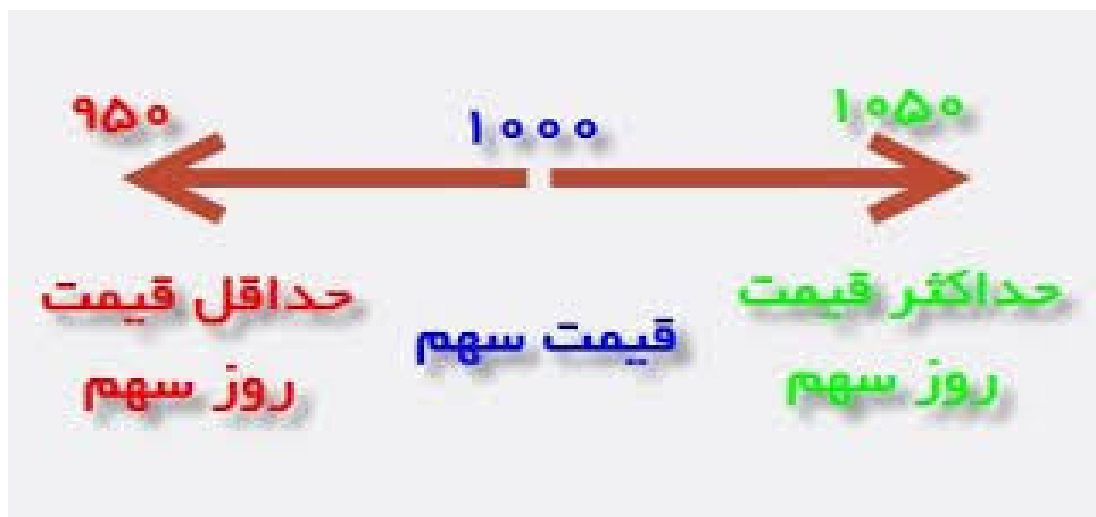 ۱۰۵۰
۱۰۰۰
۹۵۰
حداکثر قیمت
روز سهم
قیمت سهم
حداقل قیمت
روز سهم